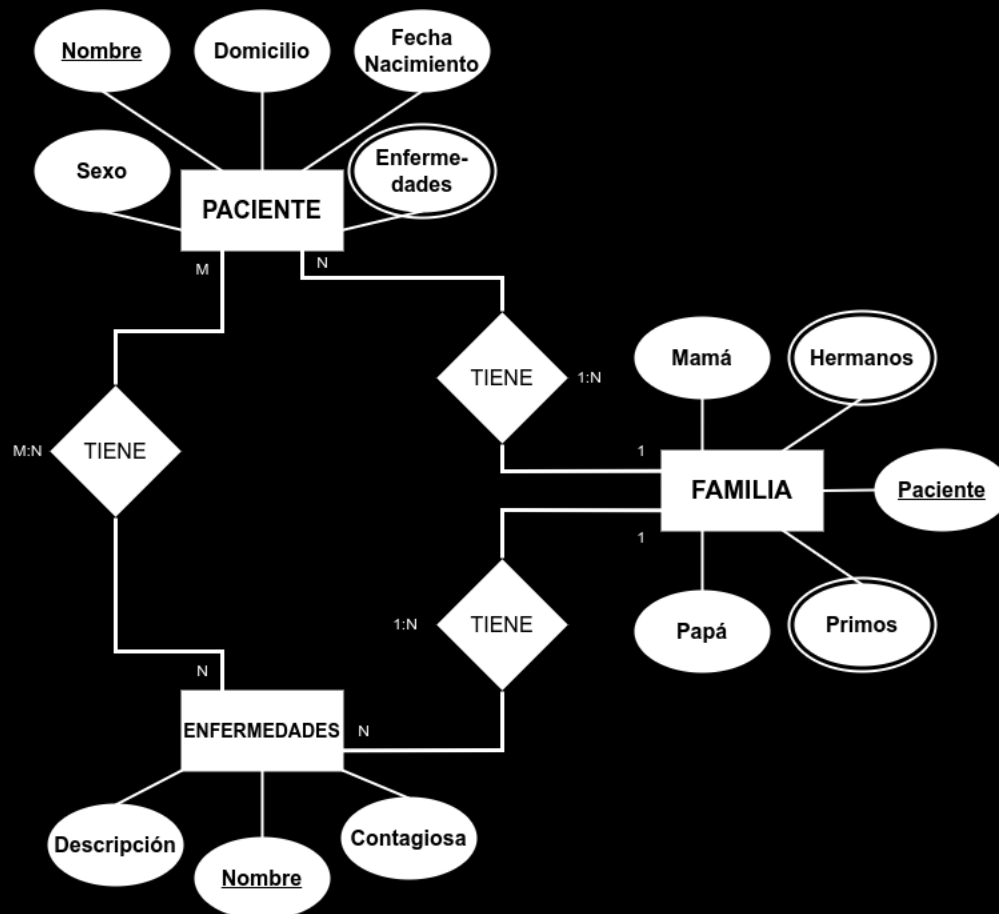 Nombre
Domicilio
Fecha
Nacimiento
Sexo
Enferme-
dades
PACIENTE
M
N
TIENE
1:N
Mamá
Hermanos
M:N
TIENE
1
FAMILIA
Paciente
1
1:N
TIENE
Papá
Primos
N
ENFERMEDADES
N
Descripción
Nombre
Contagiosa